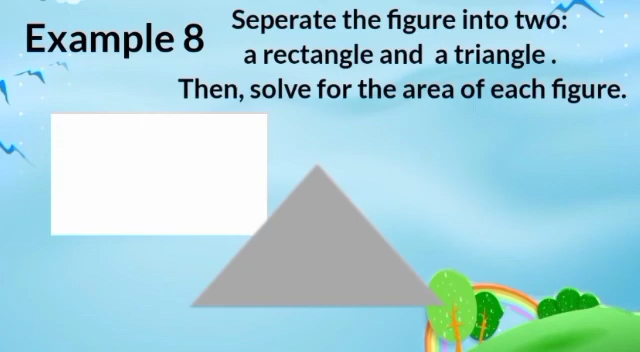 Example 8
Seperate the figure into two:
a rectangle and a triangle .
Then, solve for the area of each figure.